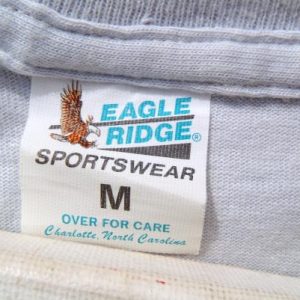 EAGLE
RIDGE®
SPORTSWEAR
M
OVER FOR CARE
Charlotte, North Carolina